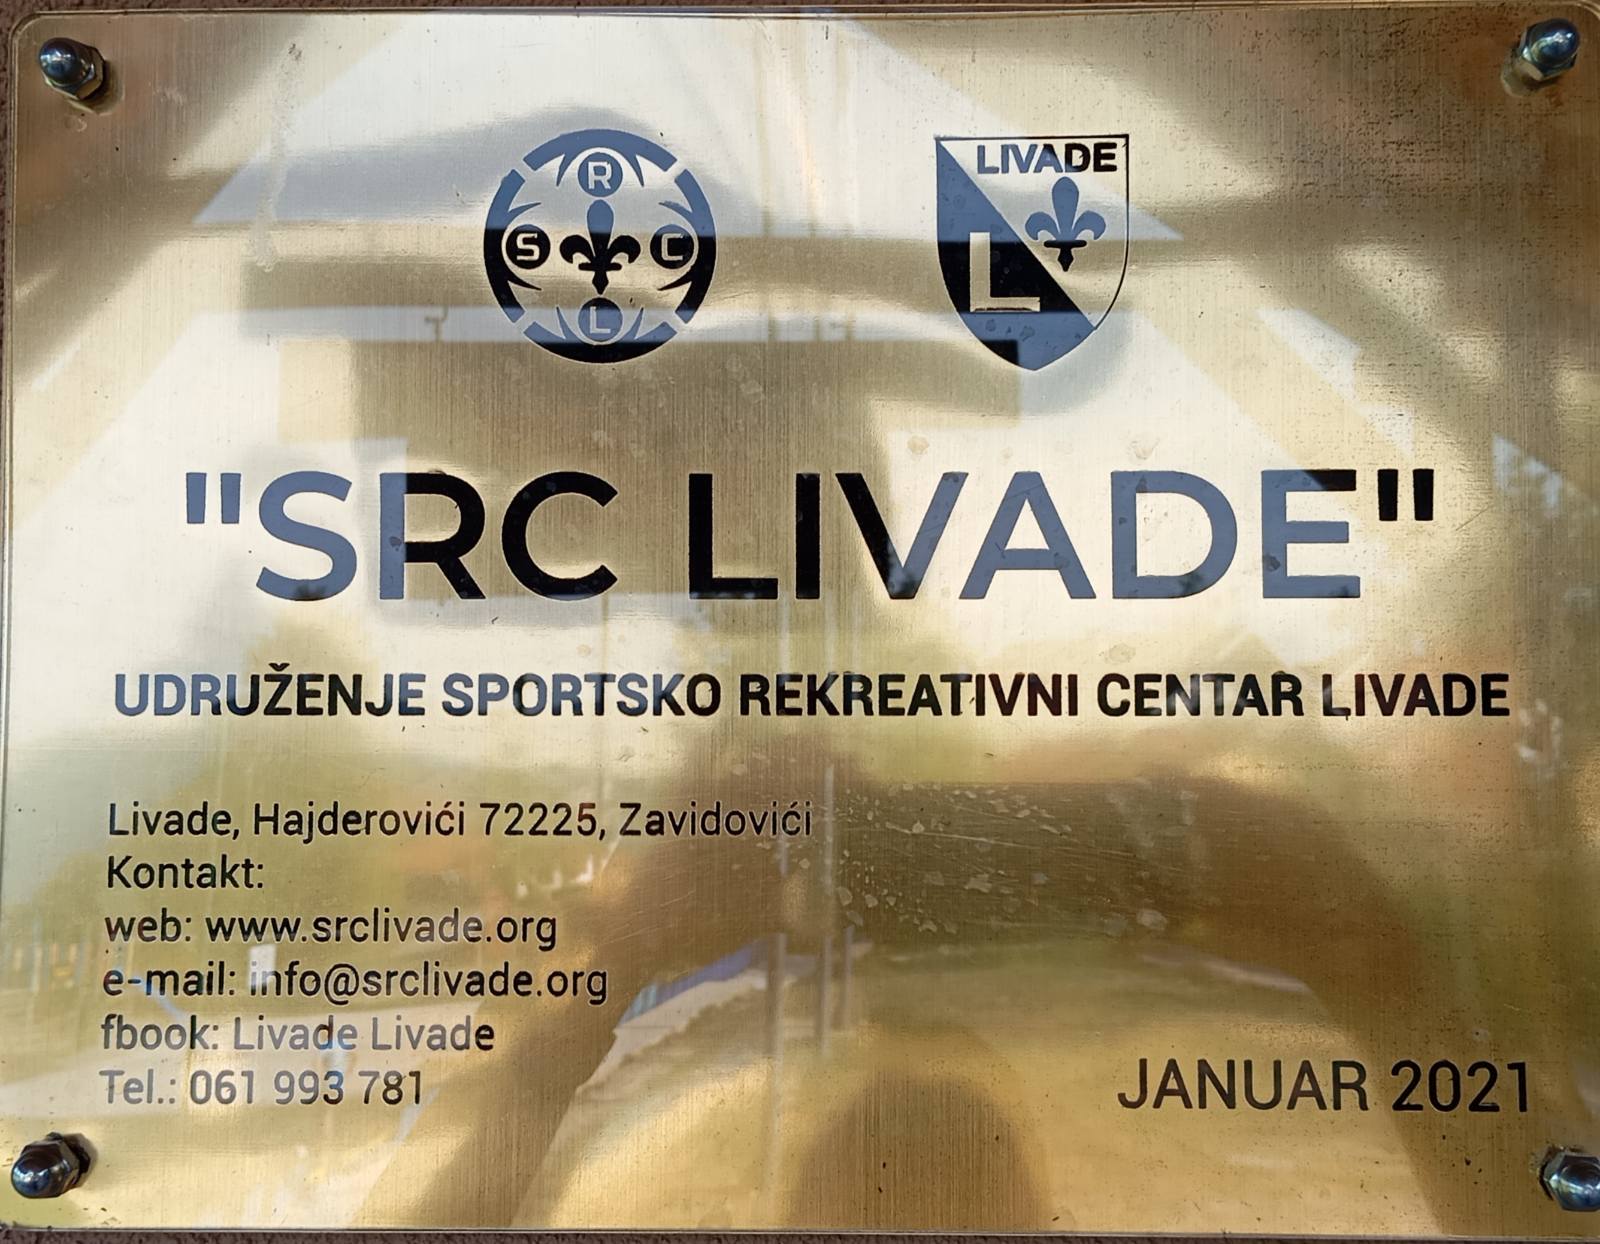 R
S C
L
LIVADE
L
"SRC LIVADE"
UDRUŽENJE SPORTSKO REKREATIVNI CENTAR LIVADE
Livade, Hajderovići 72225, Zavidovići
Kontakt:
web: www.srclivade.org
e-mail: info@srclivade.org
fbook: Livade Livade
Tel.: 061 993 781
JANUAR 2021